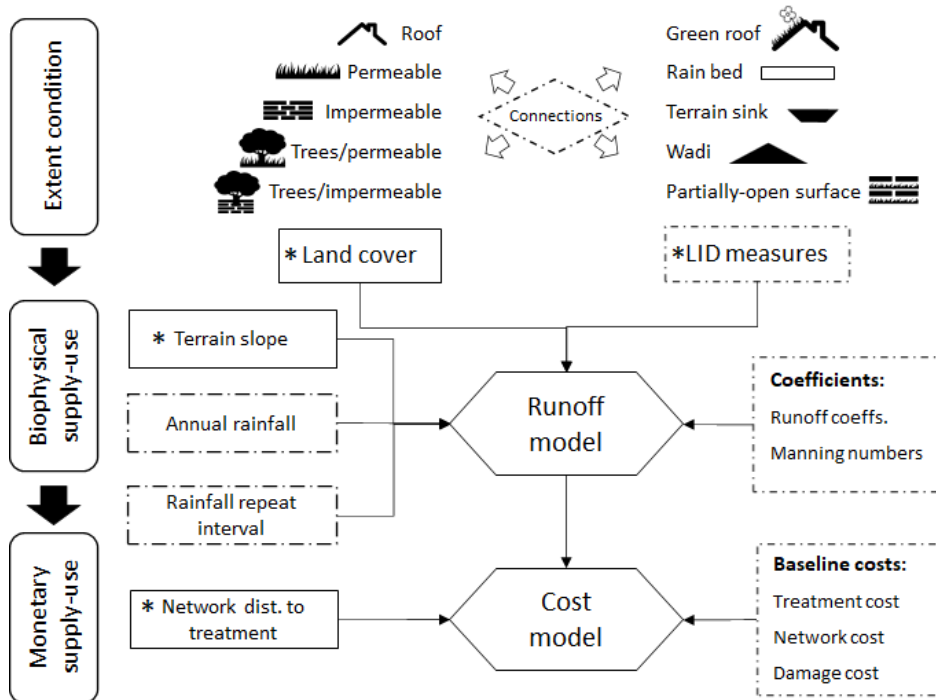 Extent condition
Roof
Permeable
Impermeable
Trees/permeable
Trees/impermeable
Connections
Green roof
Rain bed
Terrain sink
Wadi
Partially-open surface
* Land cover
*LID measures
Biophysical
supply-use
* Terrain slope
Annual rainfall
Rainfall repeat
interval
Runoff
model
Coefficients:
Runoff coeffs.
Manning numbers
Monetary
supply-use
* Network dist. to
treatment
Cost
model
Baseline costs:
Treatment cost
Network cost
Damage cost